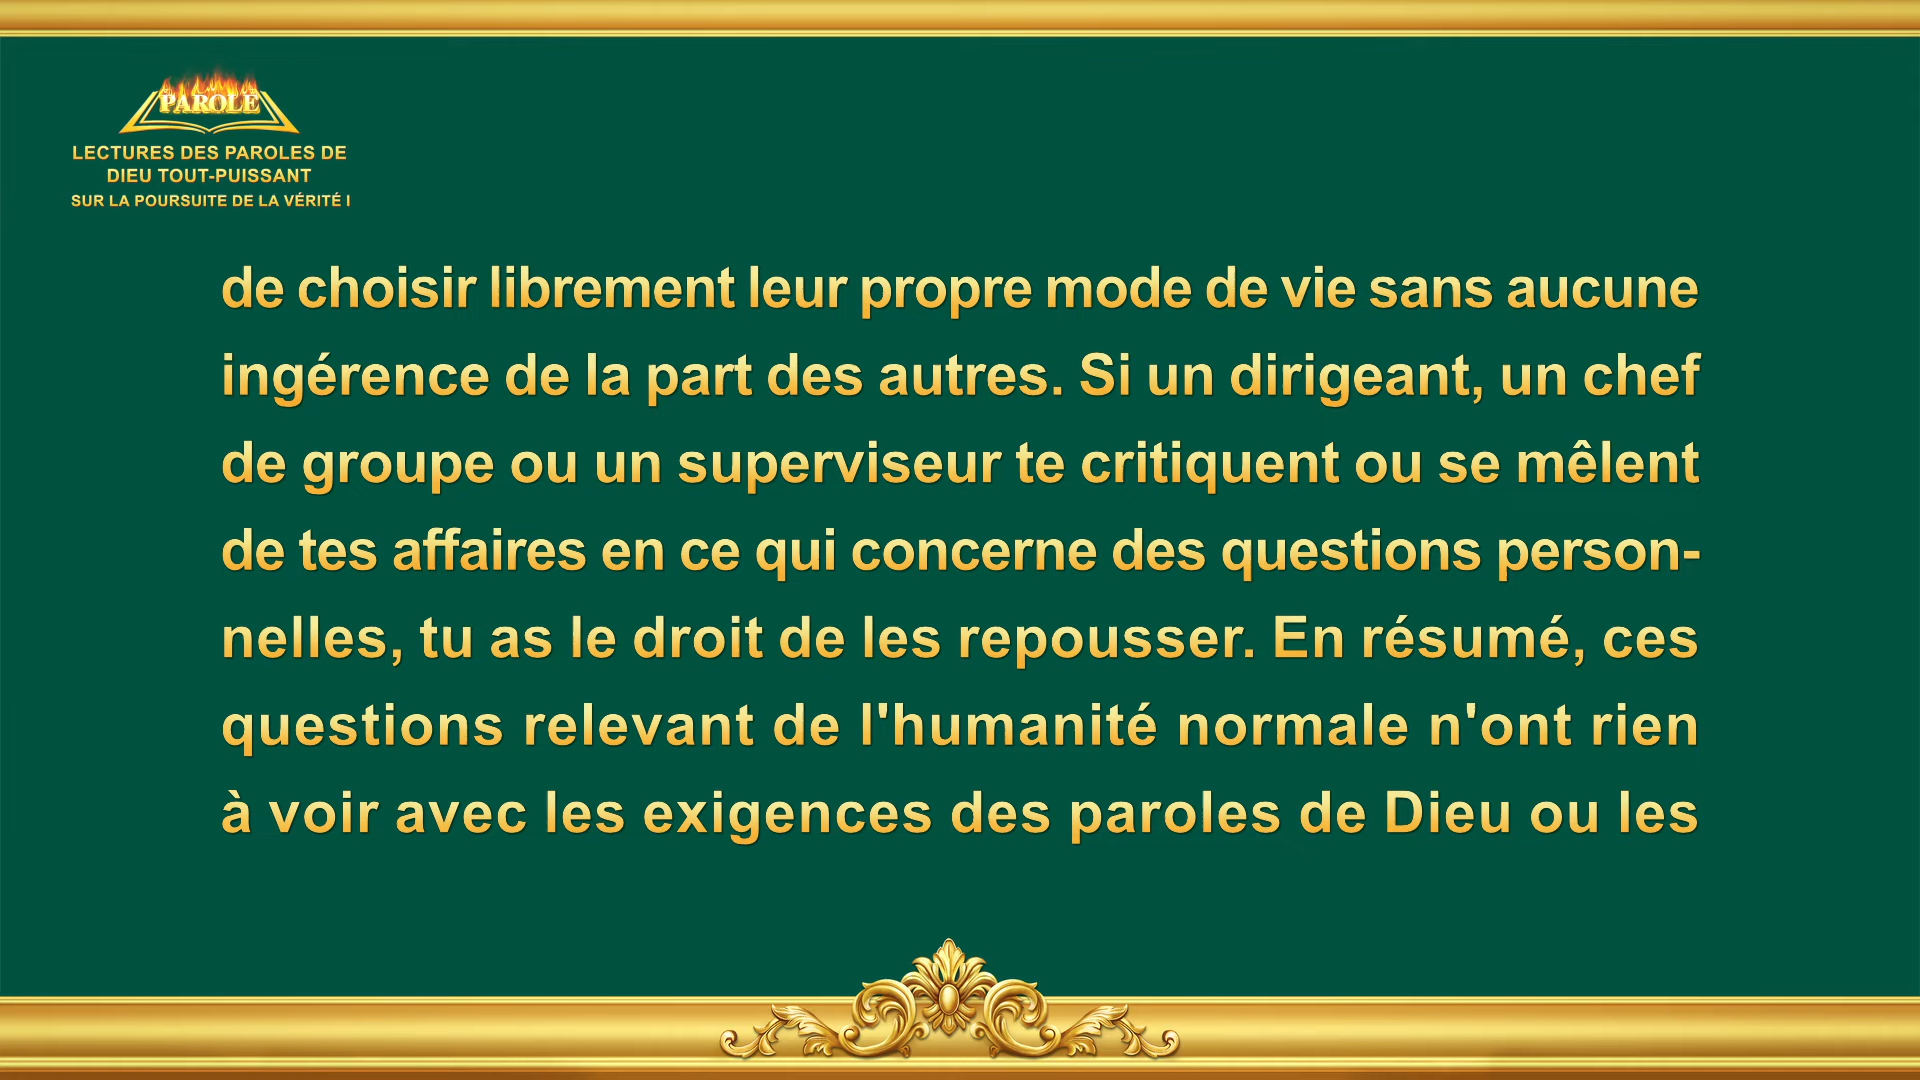 PAROLE
LECTURES DES PAROLES DE
DIEU TOUT-PUISSANT
SUR LA POURSUITE DE LA VÉRITÉ I
de choisir librement leur propre mode de vie sans aucune
ingérence de la part des autres. Si un dirigeant, un chef
de groupe ou un superviseur te critiquent ou se mêlent
de tes affaires en ce qui concerne des questions person-
nelles, tu as le droit de les repousser. En résumé, ces
questions relevant de l'humanité normale n'ont rien
à voir avec les exigences des paroles de Dieu ou les